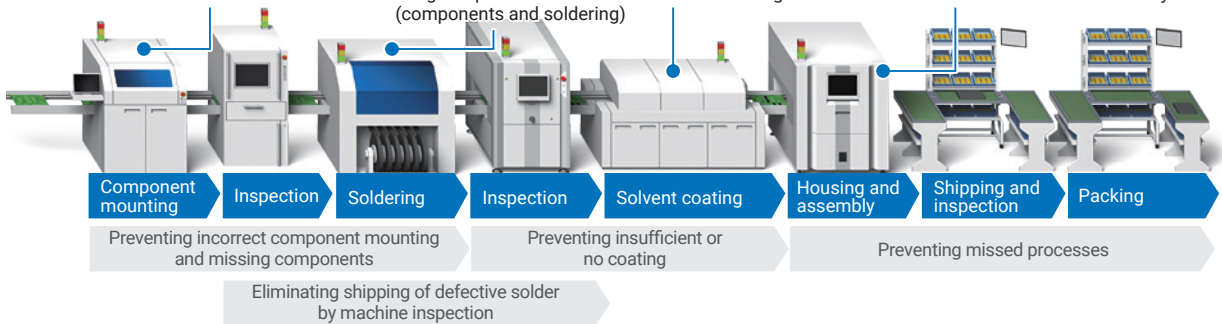 (components and soldering)
Component
mounting
Inspection
Soldering
Inspection
Solvent coating
Housing and
assembly
Shipping and
inspection
Packing
Preventing incorrect component mounting
and missing components
Preventing insufficient or
no coating
Preventing missed processes
Eliminating shipping of defective solder
by machine inspection